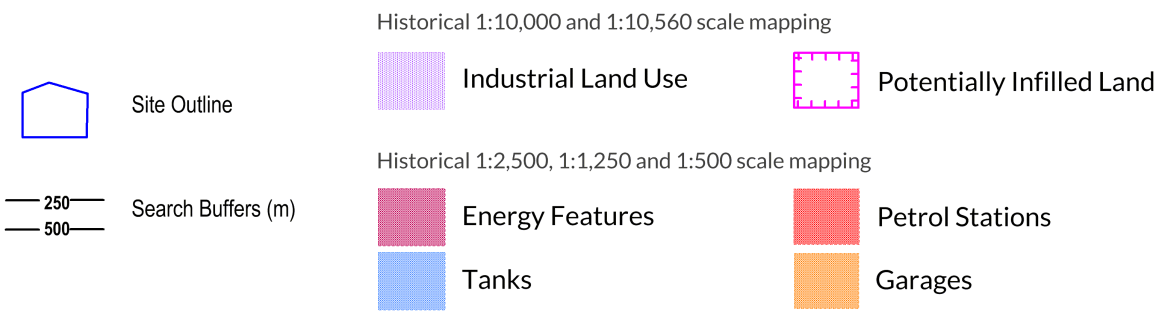 Historical 1:10,000 and 1:10,560 scale mapping
Industrial Land Use
Potentially Infilled Land
Site Outline
Historical 1:2,500, 1:1,250 and 1:500 scale mapping
250
500
Search Buffers (m)
Energy Features
Petrol Stations
Tanks
Garages